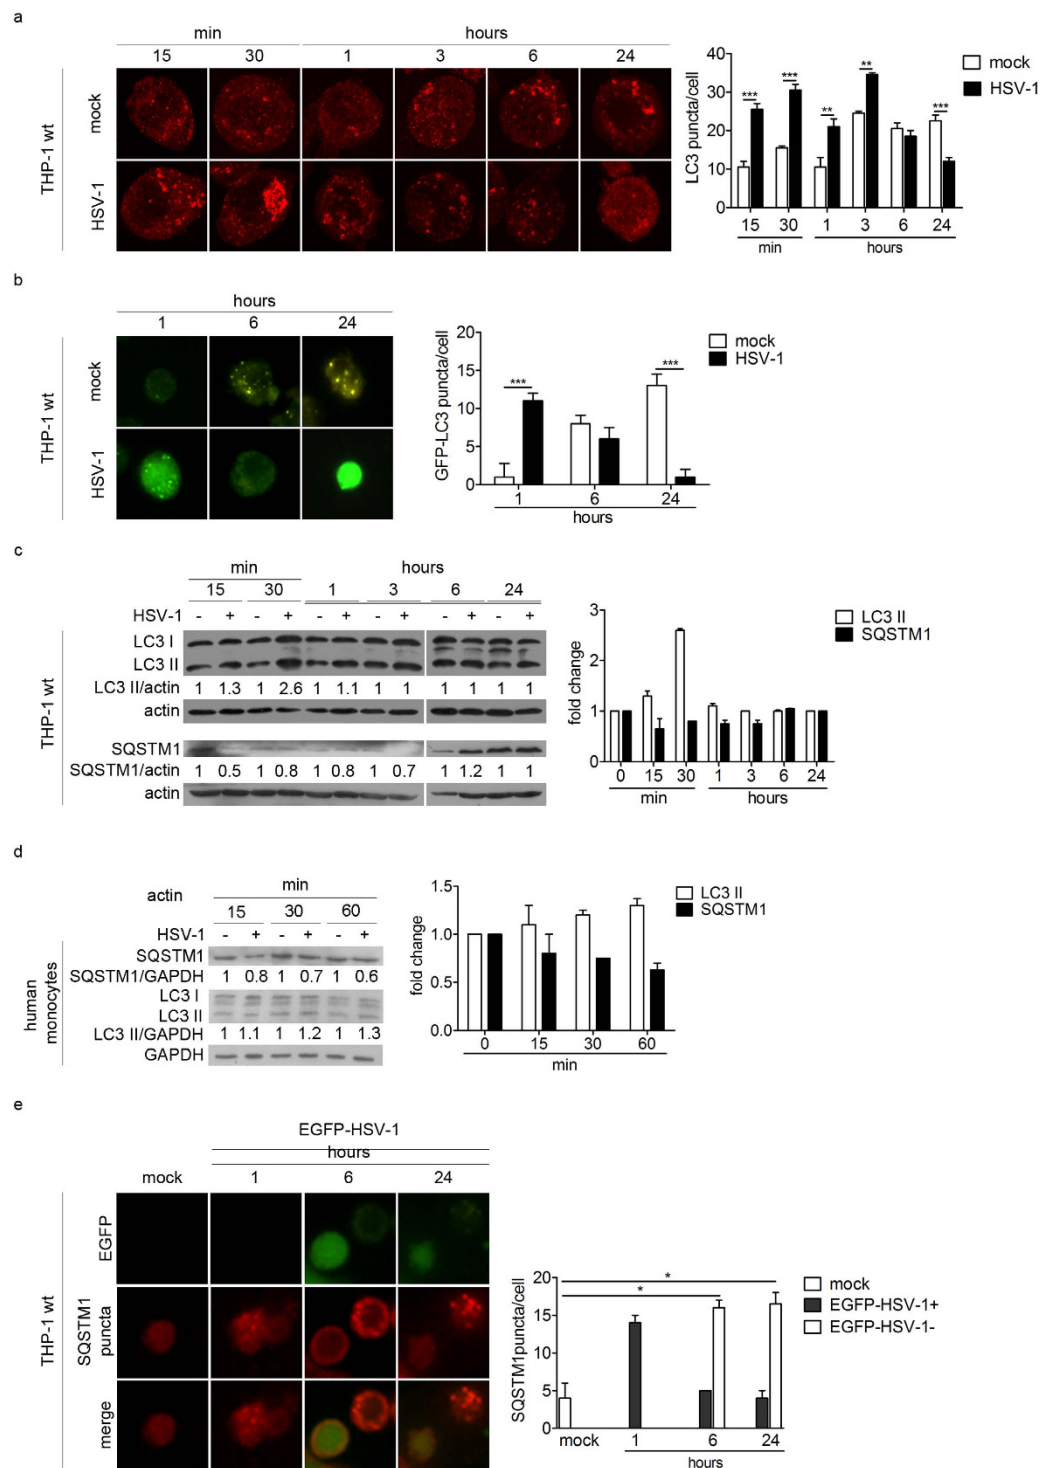 a
min hours
15 30 1 3 6 24
THP-1 wt
mock
HSV-1
LC3 puncta/cell
40
30
20
10
0
*** *** ** ** ***
15 30 1 3 6 24
min hours
mock
HSV-1
b
hours
1 6 24
THP-1 wt
mock
HSV-1
GFP-LC3 puncta/cell
20
15
10
5
0
*** ***
1 6 24
hours
mock
HSV-1
c
min hours
15 30 1 3 6 24
HSV-1 - + - + - + - + - + - +
THP-1 wt
LC3 I
LC3 II
LC3 II/actin 1 1.3 1 2.6 1 1.1 1 1 1 1 1 1
actin
SQSTM1
SQSTM1/actin 1 0.5 1 0.8 1 0.8 1 0.7 1 1.2 1 1
actin
fold change
3
2
1
0
0 15 30 1 3 6 24
min hours
LC3 II
SQSTM1
d
actin
min
15 30 60
HSV-1 - + - + - +
human
monocytes
SQSTM1
SQSTM1/GAPDH 1 0.8 1 0.7 1 0.6
LC3 I
LC3 II
LC3 II/GAPDH 1 1.1 1 1.2 1 1.3
GAPDH
fold change
1.5
1.0
0.5
0.0
0 15 30 60
min
LC3 II
SQSTM1
e
EGFP-HSV-1
hours
mock 1 6 24
THP-1 wt
EGFP
SQSTM1
puncta
merge
SQSTM1puncta/cell
20
15
10
5
0
*
*
mock 1 6 24
hours
mock
EGFP-HSV-1+
EGFP-HSV-1-